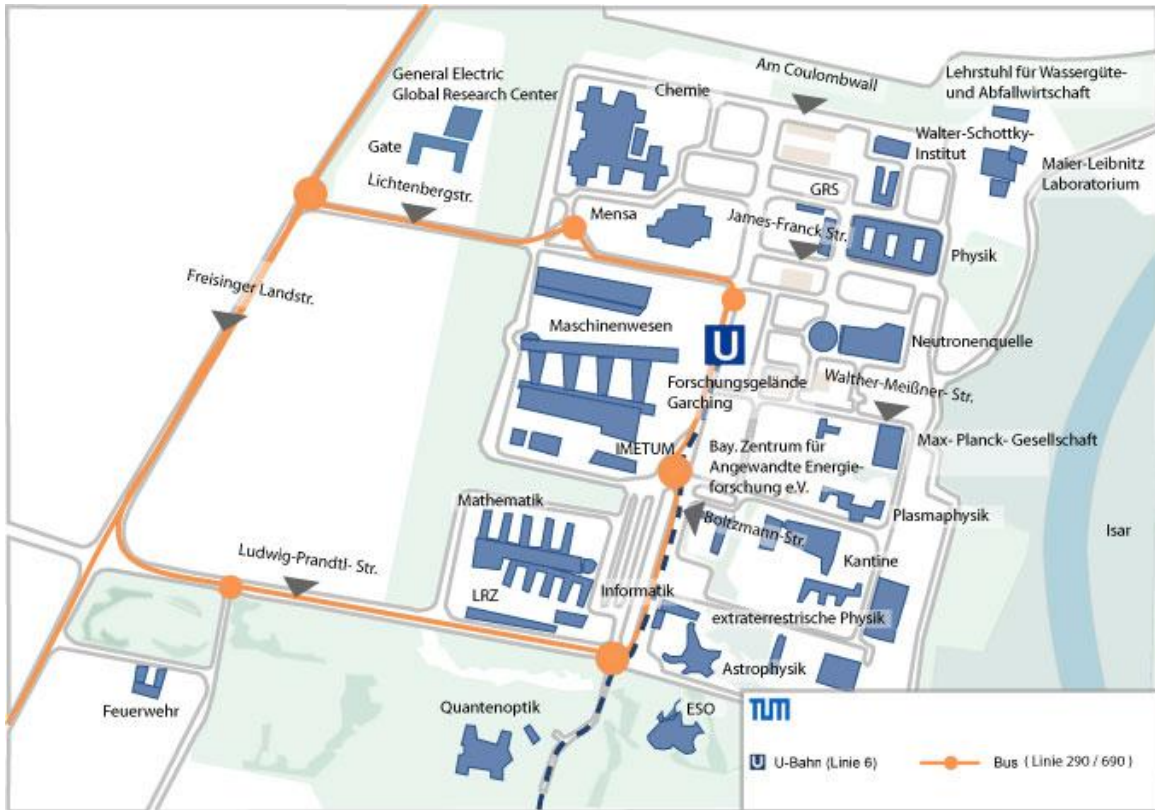 General Electric
Global Research Center
Gate
Lichtenbergstr.
Chemie
Am Coulombwall
Lehrstuhl für Wassergüte-
und Abfallwirtschaft
Walter-Schottky-
Institut
Maier-Leibnitz
Laboratorium
GRS
Mensa
James-Franck Str.
Physik
Freisinger Landstr.
Maschinenwesen
U
Neutronenquelle
Forschungsgelände
Garching
Walther-Meißner- Str.
IMETUM
Bay. Zentrum für
Angewandte Energie-
forschung e.V.
Max- Planck- Gesellschaft
Mathematik
Boltzmann-Str.
Plasmaphysik
Isar
Ludwig-Prandtl- Str.
Kantine
LRZ
Informatik
extraterrestrische Physik
Astrophysik
Feuerwehr
Quantenoptik
ESO
TUM
U U-Bahn (Linie 6)
Bus ( Linie 290 / 690)